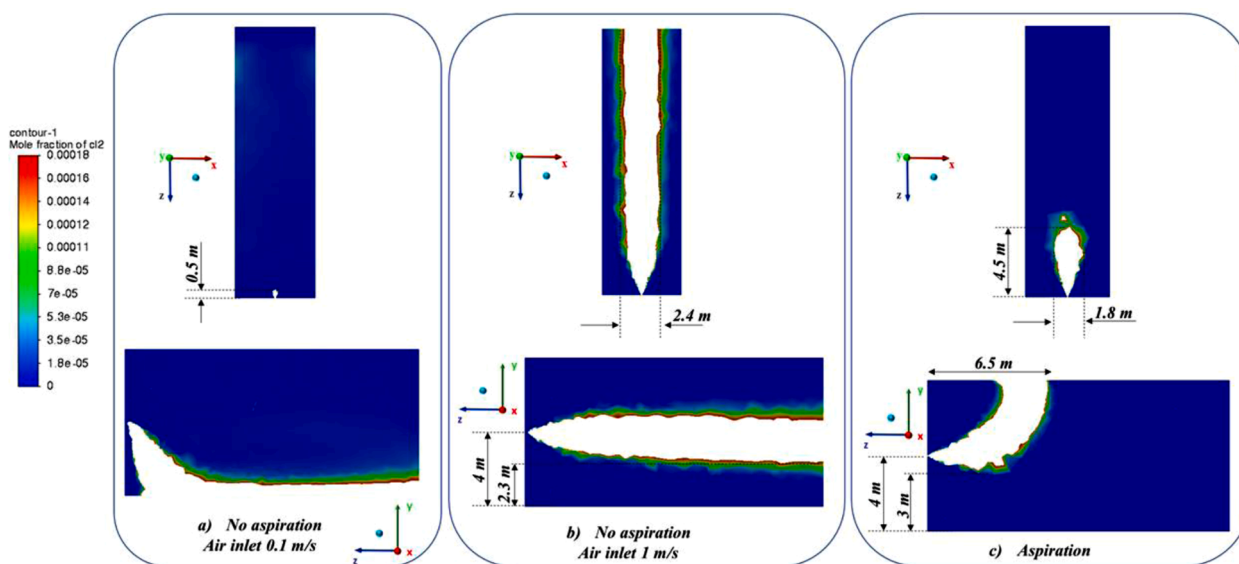 contour-1
Mole fraction of cl2
0.00018
0.00016
0.00014
0.00012
0.00011
8.8e-05
7e-05
5.3e-05
3.5e-05
1.8e-05
0
y
x
z
0.5 m
y
z
x
a) No aspiration
Air inlet 0.1 m/s
y
x
z
2.4 m
y
z
x
4 m
2.3 m
b) No aspiration
Air inlet 1 m/s
y
x
z
4.5 m
1.8 m
6.5 m
y
z
x
4 m
3 m
c) Aspiration